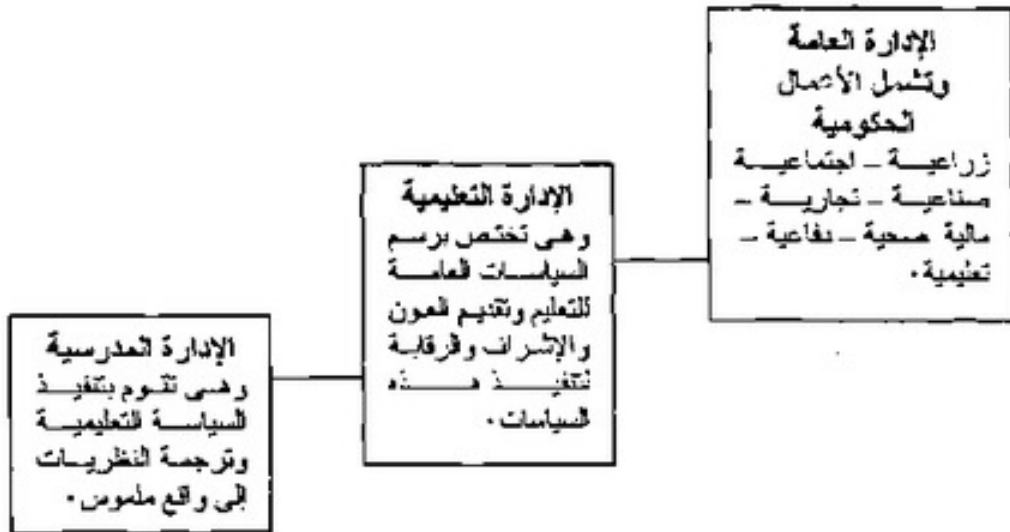 الإدارة العامة
وتشمل الأعمال
الحكومية
زراعية – اجتماعية
صناعية – تجارية –
مالية صحية – دفاعية –
تعليمية.
الإدارة التعليمية
وهى تختص برسم
السياسات العامة
للتعليم وتقديم العون
والإشراف والرقابة
لتنفيذ هذه
السياسات.
الإدارة المدرسية
وهى تقوم بتنفيذ
السياسة التعليمية
وترجمة النظريات
إلى واقع ملموس.